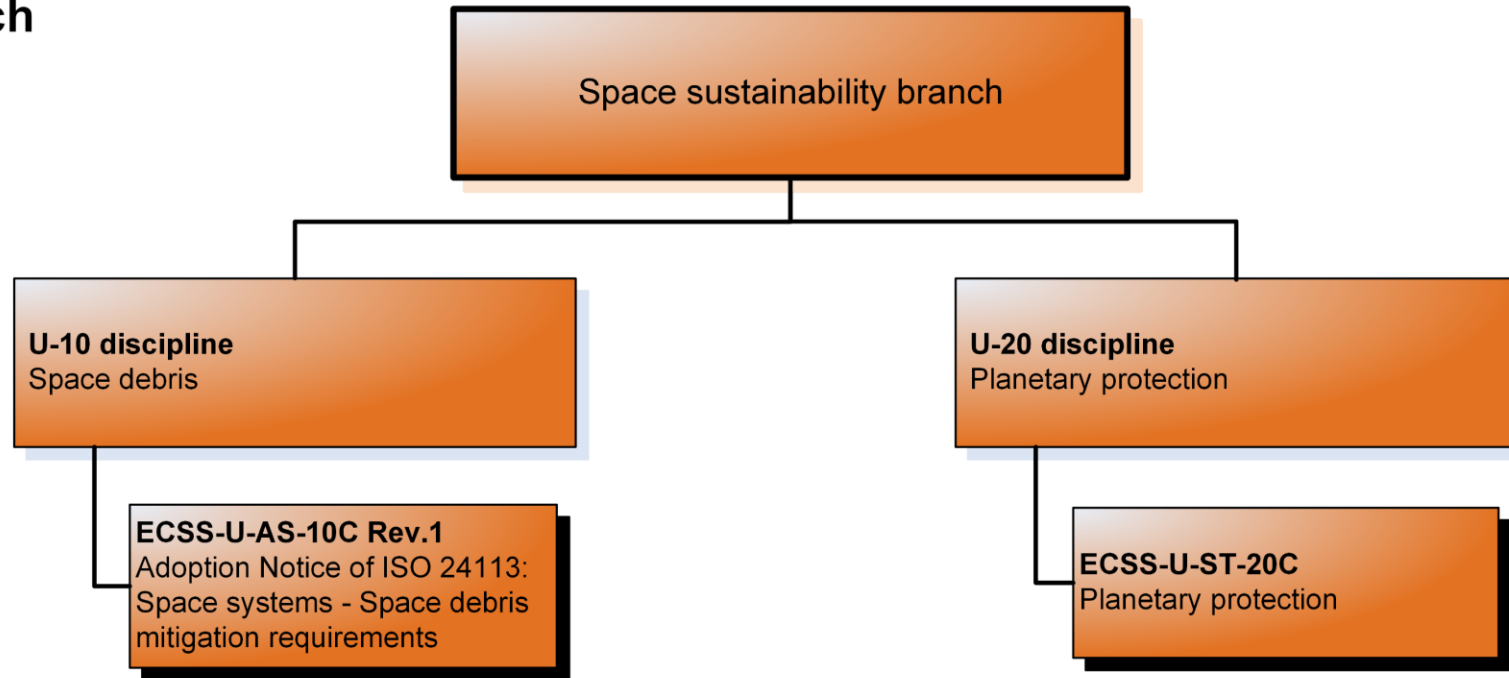 ch
Space sustainability branch
U-10 discipline
Space debris
U-20 discipline
Planetary protection
ECSS-U-AS-10C Rev.1
Adoption Notice of ISO 24113:
Space systems - Space debris
mitigation requirements
ECSS-U-ST-20C
Planetary protection